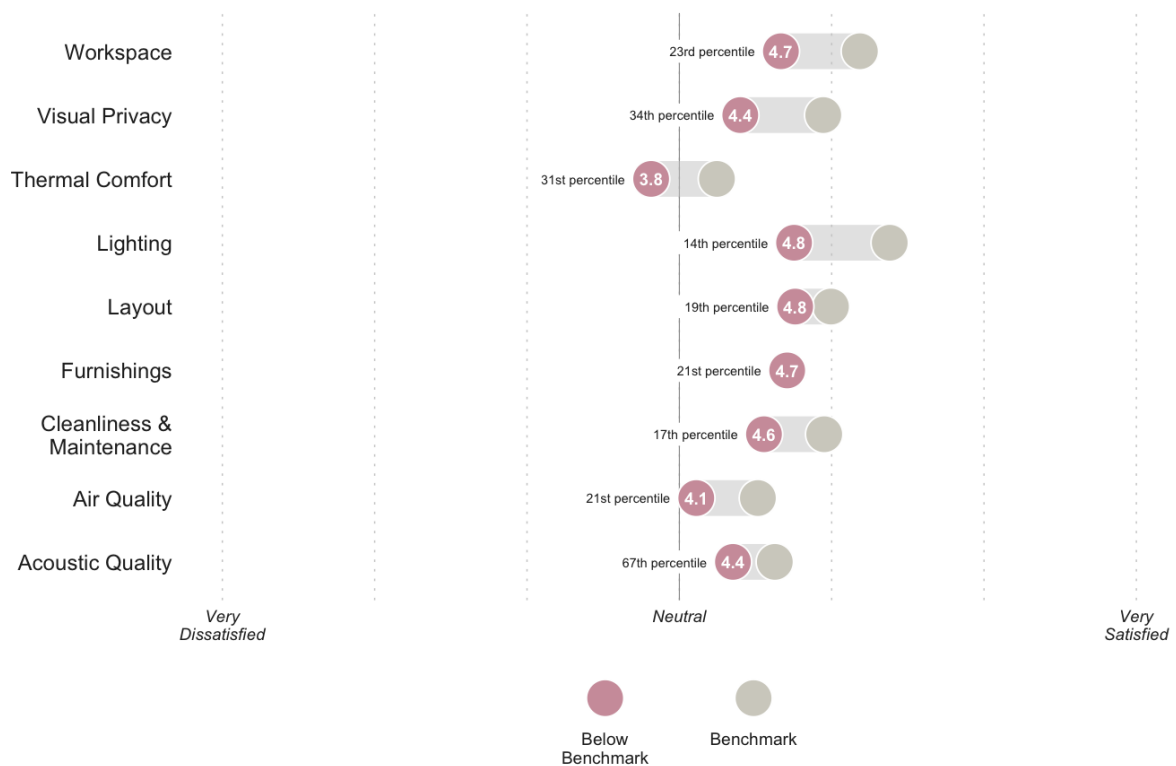 Workspace
23rd percentile
4.7
Visual Privacy
34th percentile
4.4
Thermal Comfort
31st percentile
3.8
Lighting
14th percentile
4.8
Layout
19th percentile
4.8
Furnishings
21st percentile
4.7
Cleanliness &
Maintenance
17th percentile
4.6
Air Quality
21st percentile
4.1
Acoustic Quality
67th percentile
4.4
Very
Dissatisfied
Neutral
Very
Satisfied
Below
Benchmark
Benchmark